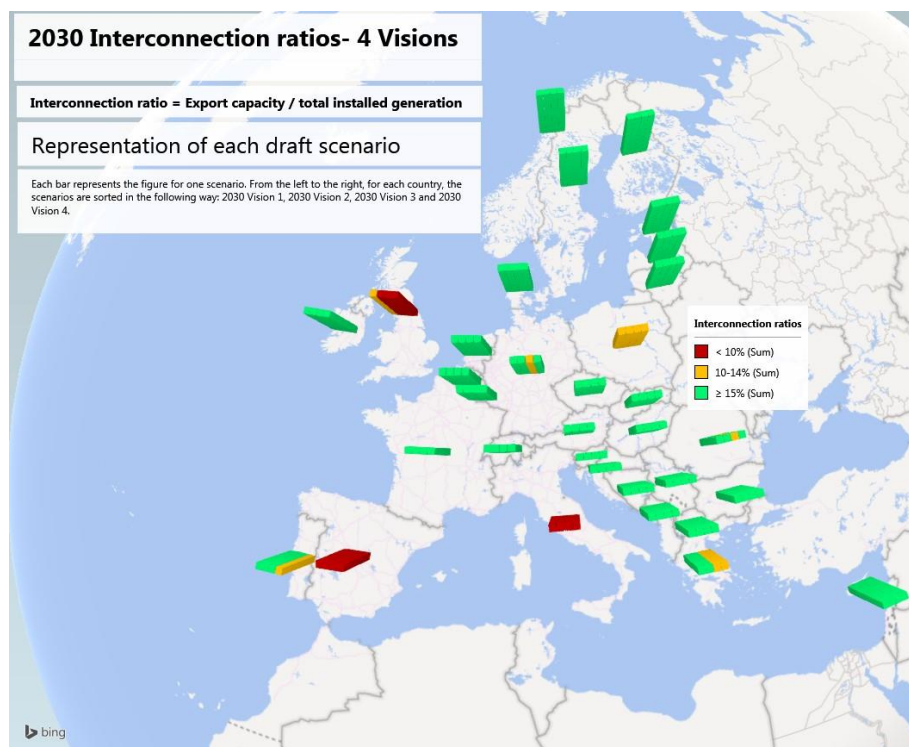 2030 Interconnection ratios- 4 Visions
Interconnection ratio = Export capacity / total installed generation
Representation of each draft scenario
Each bar represents the figure for one scenario. From the left to the right, for each country, the
scenarios are sorted in the following way: 2030 Vision 1, 2030 Vision 2, 2030 Vision 3 and 2030
Vision 4.
Interconnection ratios
< 10% (Sum)
10-14% (Sum)
≥ 15% (Sum)
bing